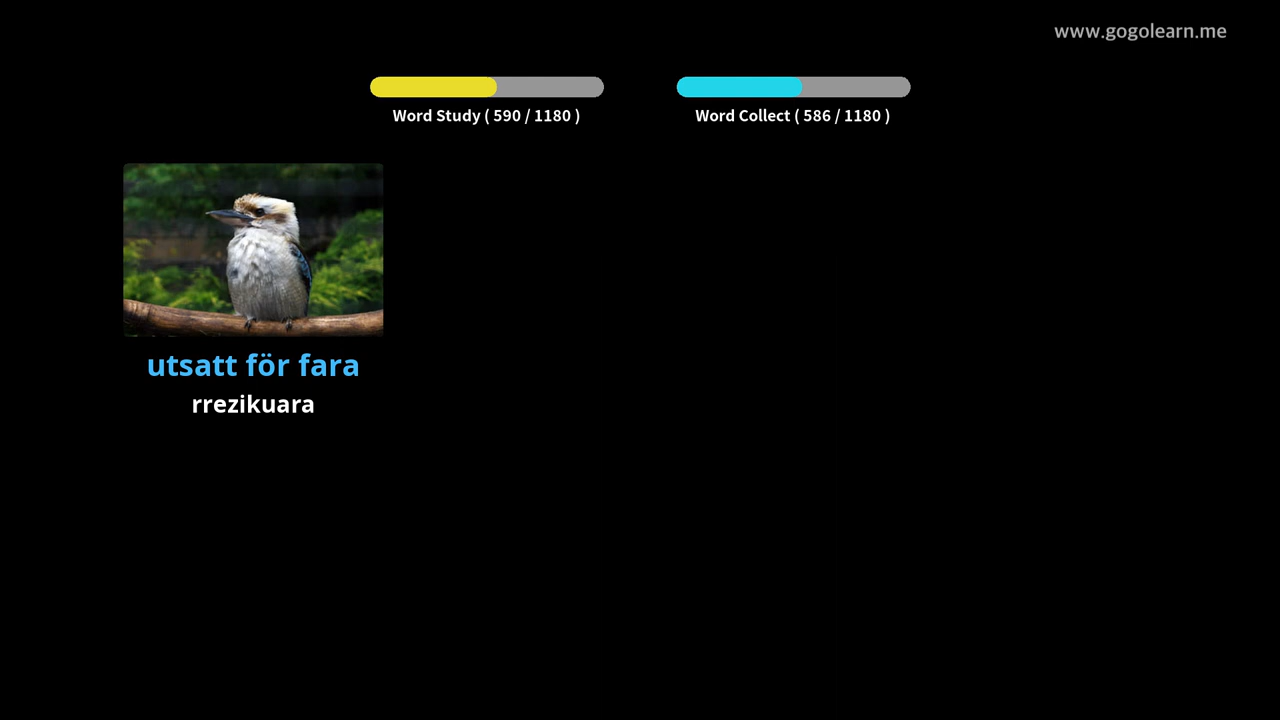 www.gogolearn.me
Word Study ( 590 / 1180 )
Word Collect ( 586 / 1180 )
utsatt för fara
rrezikuara